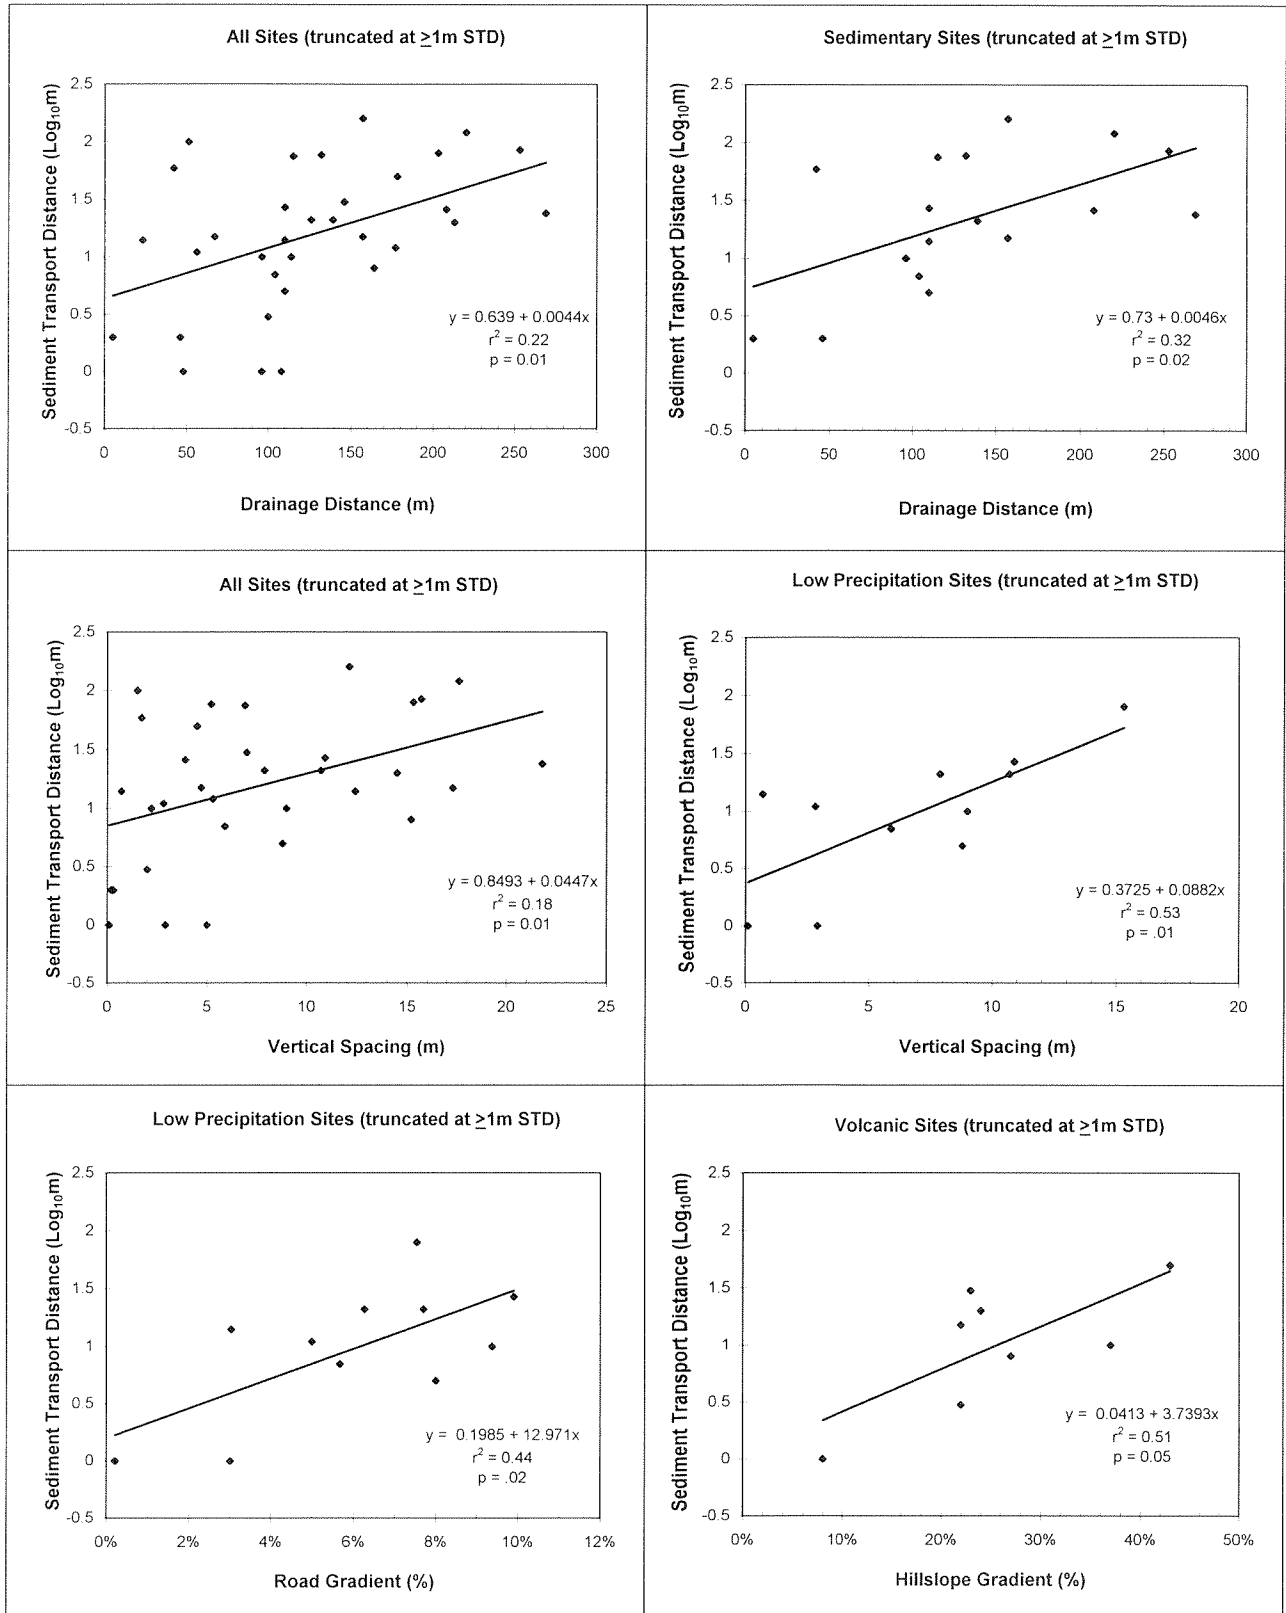 All Sites (truncated at ≥1m STD)
Sediment Transport Distance (Log₁₀m)
2.5
2
1.5
1
0.5
0
-0.5
y = 0.639 + 0.0044x
r² = 0.22
p = 0.01
0 50 100 150 200 250 300
Drainage Distance (m)
Sedimentary Sites (truncated at ≥1m STD)
Sediment Transport Distance (Log₁₀m)
2.5
2
1.5
1
0.5
0
-0.5
y = 0.73 + 0.0046x
r² = 0.32
p = 0.02
0 50 100 150 200 250 300
Drainage Distance (m)
All Sites (truncated at ≥1m STD)
Sediment Transport Distance (Log₁₀m)
2.5
2
1.5
1
0.5
0
-0.5
y = 0.8493 + 0.0447x
r² = 0.18
p = 0.01
0 5 10 15 20 25
Vertical Spacing (m)
Low Precipitation Sites (truncated at ≥1m STD)
Sediment Transport Distance (Log₁₀m)
2.5
2
1.5
1
0.5
0
-0.5
y = 0.3725 + 0.0882x
r² = 0.53
p = .01
0 5 10 15 20
Vertical Spacing (m)
Low Precipitation Sites (truncated at ≥1m STD)
Sediment Transport Distance (Log₁₀m)
2.5
2
1.5
1
0.5
0
-0.5
y = 0.1985 + 12.971x
r² = 0.44
p = .02
0% 2% 4% 6% 8% 10% 12%
Road Gradient (%)
Volcanic Sites (truncated at ≥1m STD)
Sediment Transport Distance (Log₁₀m)
2.5
2
1.5
1
0.5
0
-0.5
y = 0.0413 + 3.7393x
r² = 0.51
p = 0.05
0% 10% 20% 30% 40% 50%
Hillslope Gradient (%)